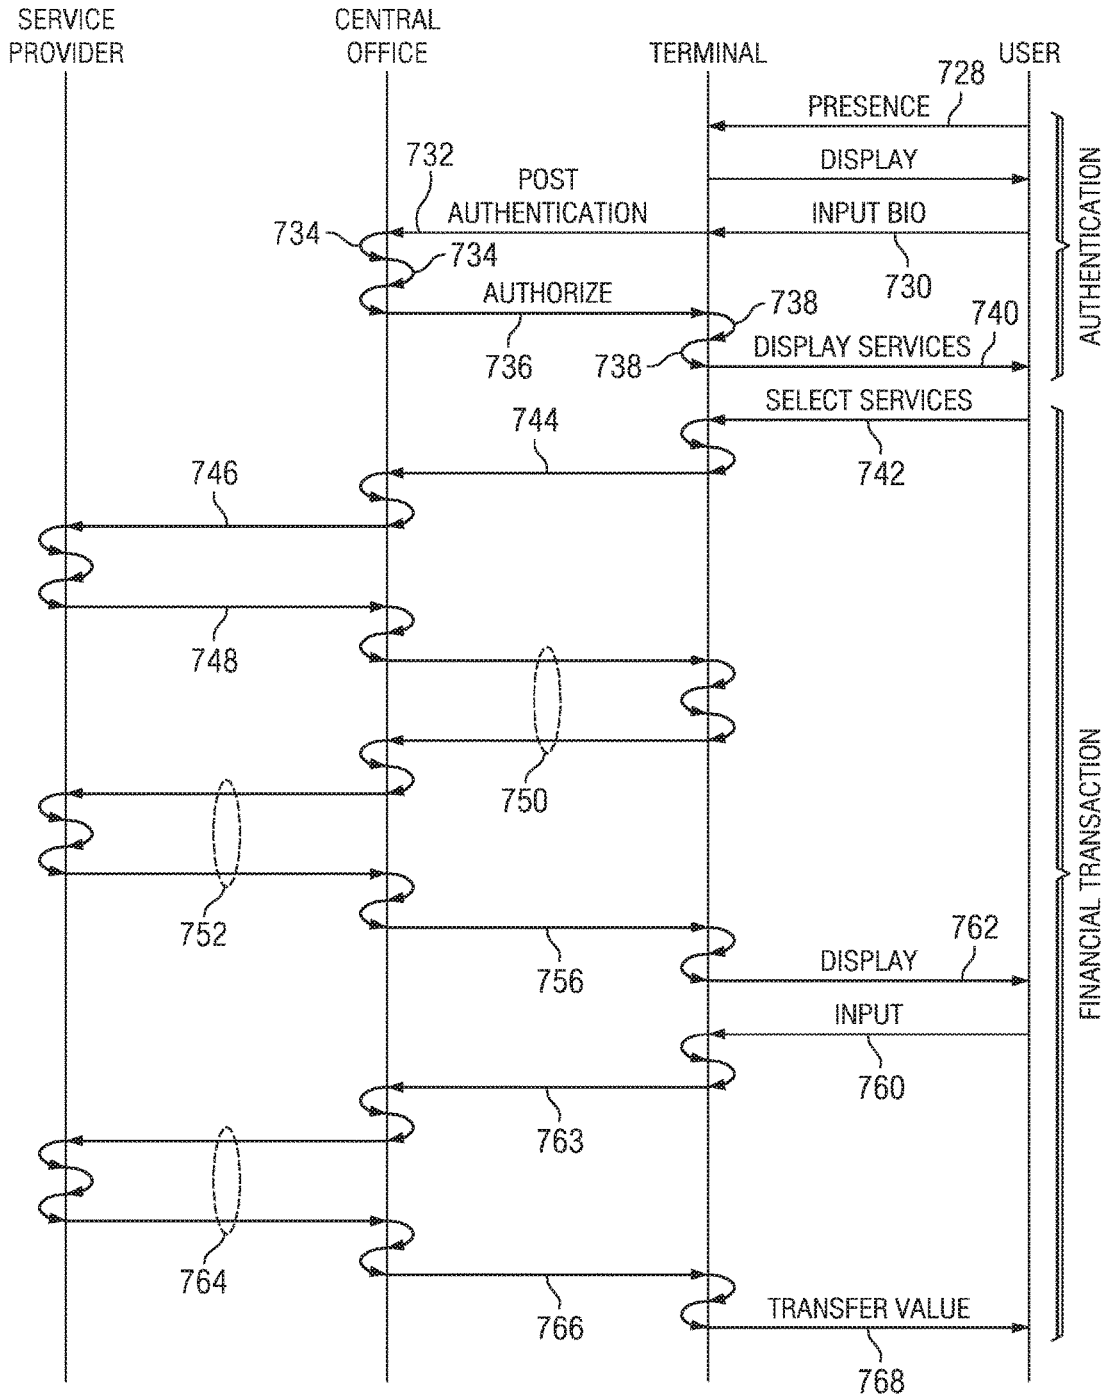 SERVICE
PROVIDER
CENTRAL
OFFICE
TERMINAL
USER
728
PRESENCE
DISPLAY
732
POST
AUTHENTICATION
INPUT BIO
734
734
730
AUTHORIZE
738
740
736
738
DISPLAY SERVICES
AUTHENTICATION
SELECT SERVICES
744
742
746
748
750
752
756
762
DISPLAY
INPUT
760
763
764
766
TRANSFER VALUE
768
FINANCIAL TRANSACTION